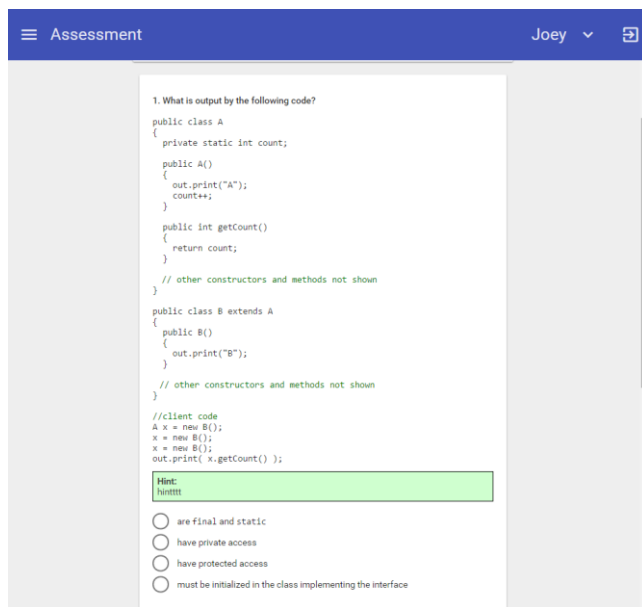 Assessment
Joey
1. What is output by the following code?
public class A
{
private static int count;
public A()
{
out.print("A");
count++;
}
public int getCount()
{
return count;
}
// other constructors and methods not shown
}
public class B extends A
{
public B()
{
out.print("B");
}
// other constructors and methods not shown
}
//client code
A x = new B();
x = new B();
x = new B();
out.print( x.getCount() );
Hint:
hintttt
are final and static
have private access
have protected access
must be initialized in the class implementing the interface